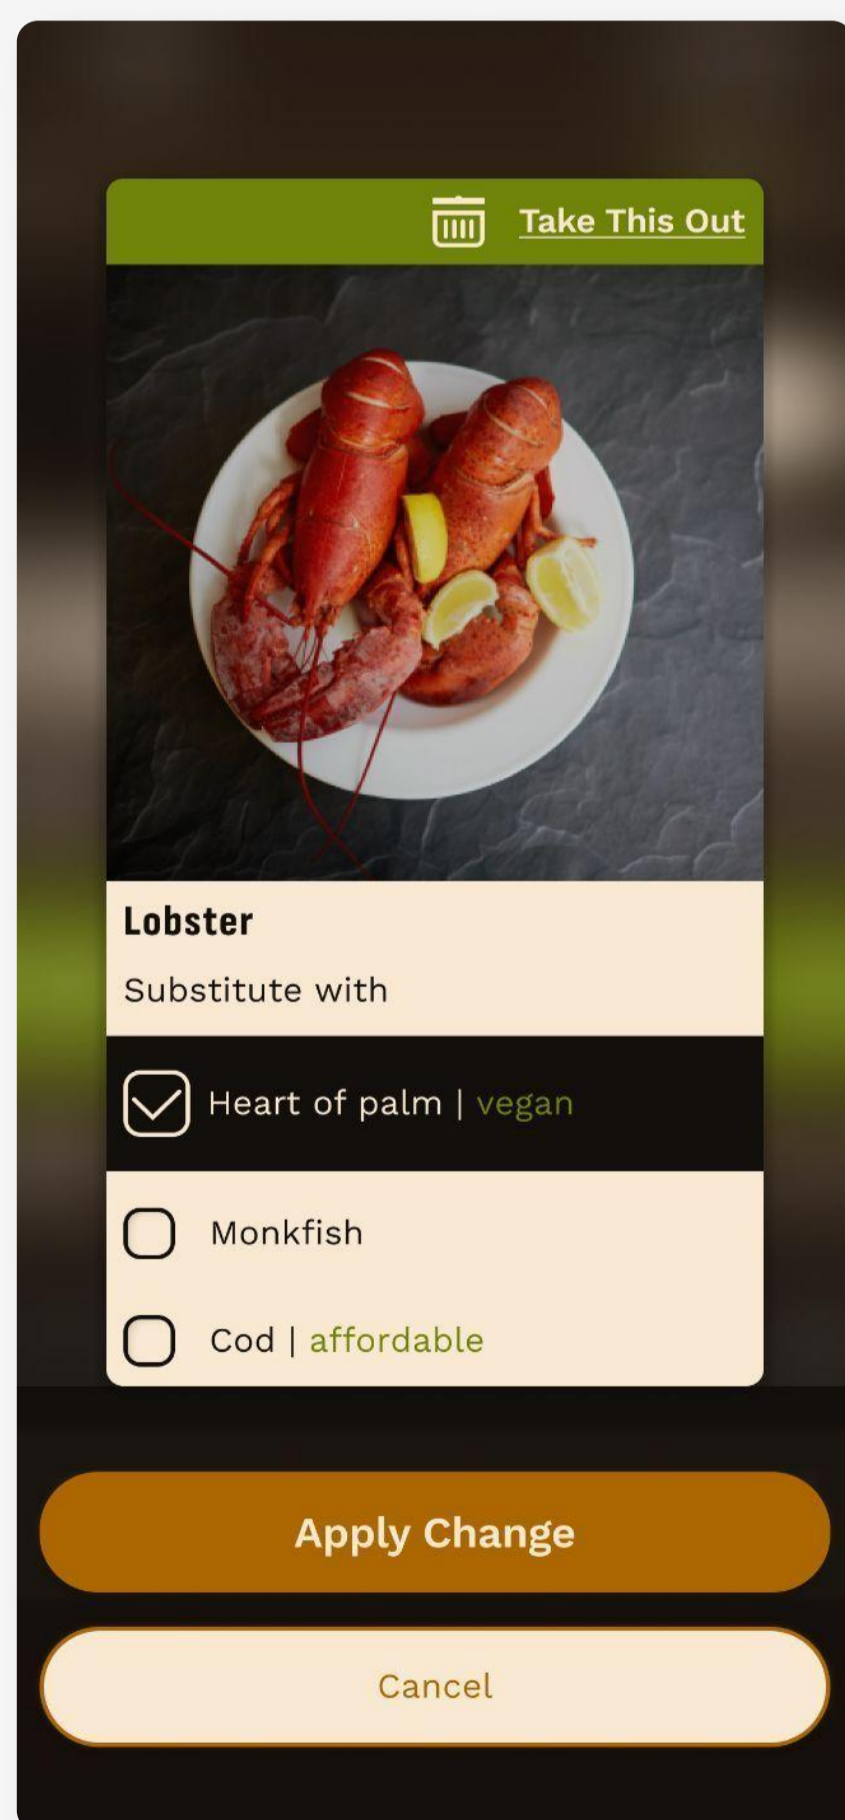 Take This Out
Lobster
Substitute with
Heart of palm | vegan
Monkfish
Cod | affordable
Apply Change
Cancel